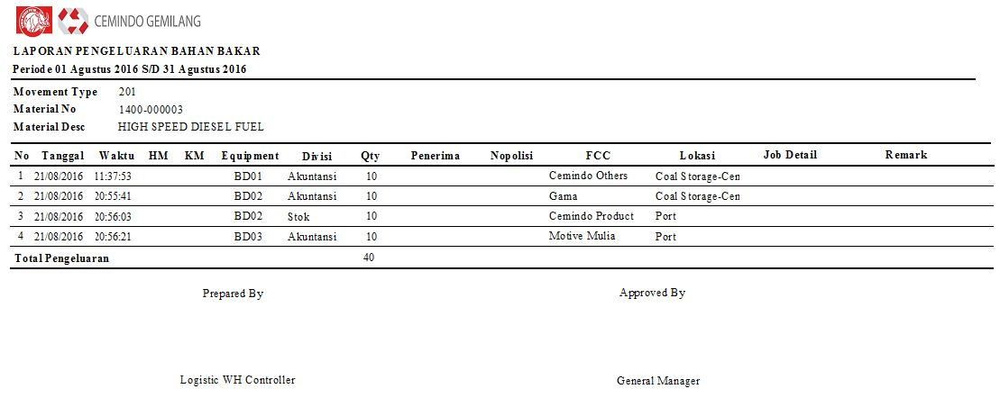 CEMINDO GEMILANG
LAPORAN PENGELUARAN BAHAN BAKAR
Periode 01 Agustus 2016 S/D 31 Agustus 2016
Movement Type 201
Material No 1400-000003
Material Desc HIGH SPEED DIESEL FUEL
No Tanggal Waktu HM KM Equipment Divisi Qty Penerima Nopolisi FCC Lokasi Job Detail Remark
1 21/08/2016 11:37:53 BD01 Akuntansi 10 Cemindo Others Coal Storage-Cen
2 21/08/2016 20:55:41 BD02 Akuntansi 10 Gama Coal Storage-Cen
3 21/08/2016 20:56:03 BD02 Stok 10 Cemindo Product Port
4 21/08/2016 20:56:21 BD03 Akuntansi 10 Motive Mulia Port
Total Pengeluaran 40
Prepared By Approved By
Logistic WH Controller General Manager